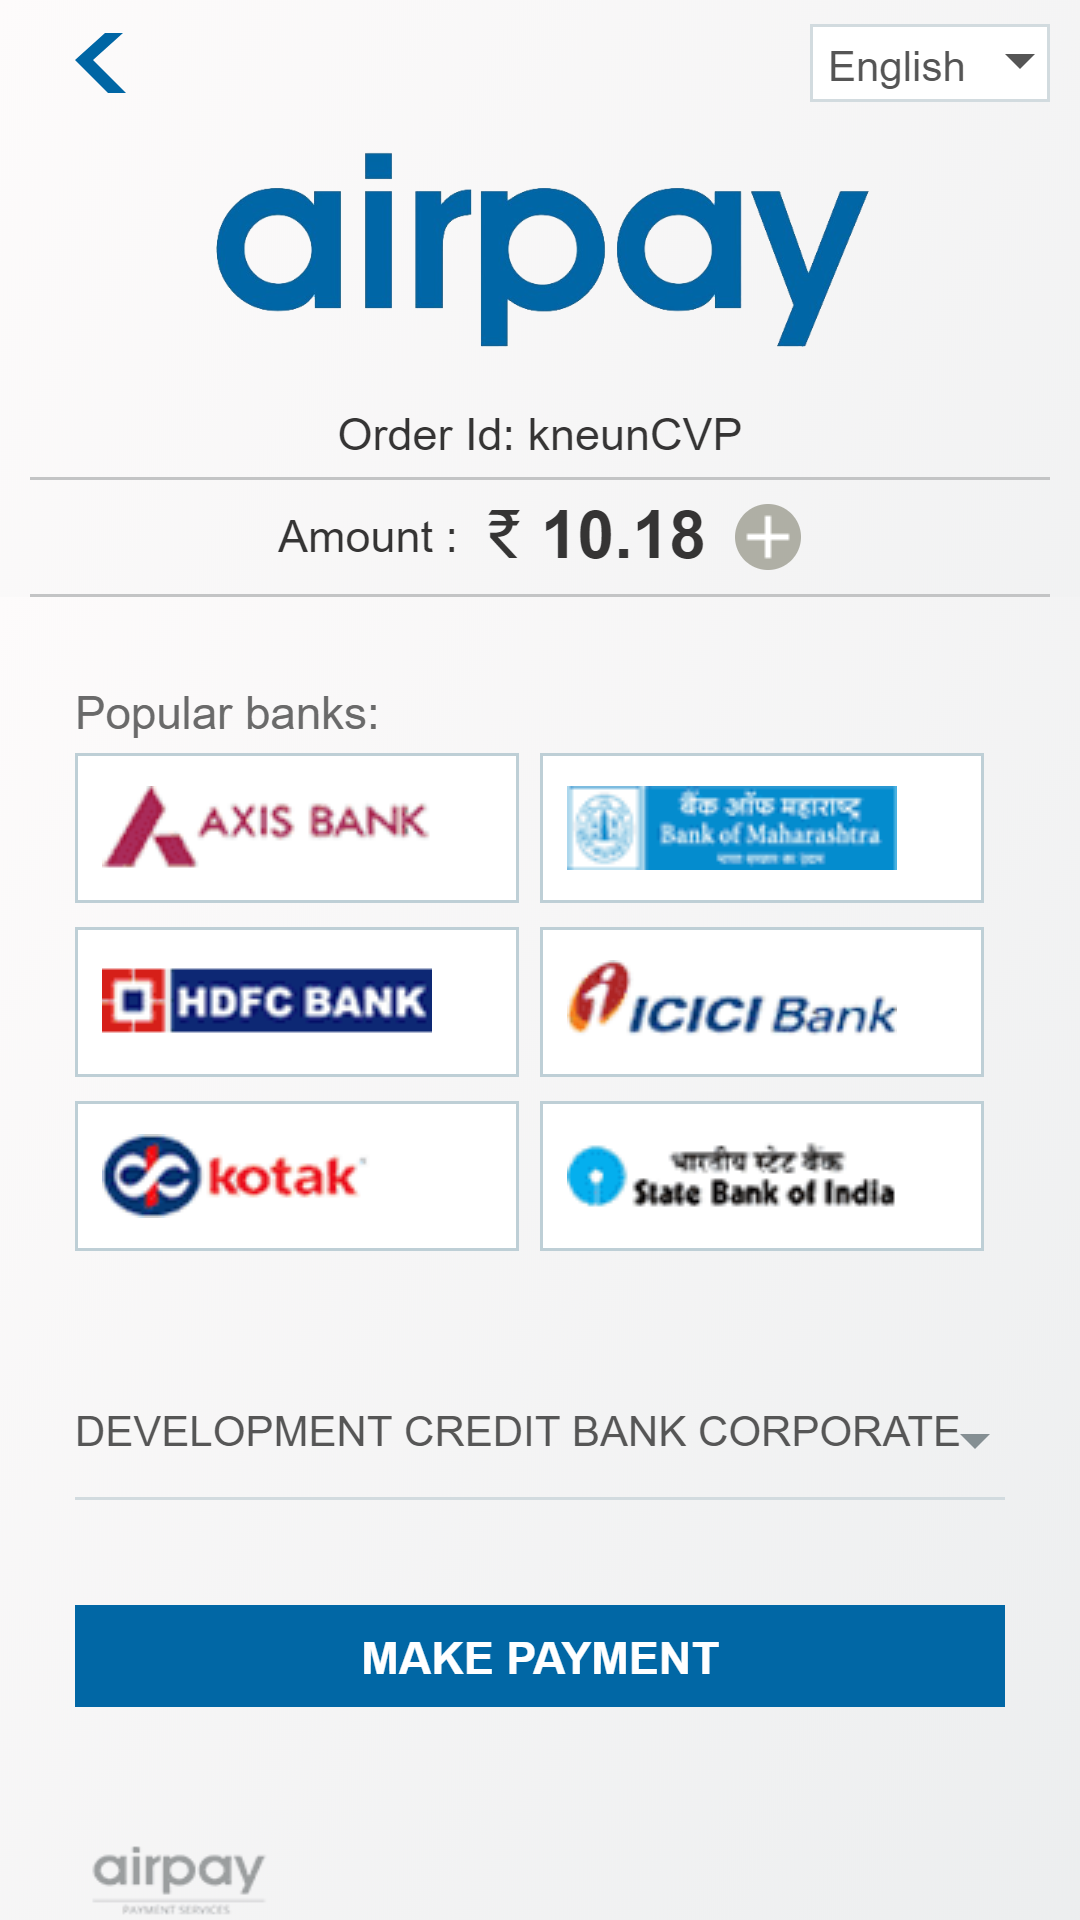 English
airpay
Order Id: kneunCVP
Amount : ₹ 10.18
Popular banks:
AXIS BANK
बैंक ऑफ महाराष्ट्र
Bank of Maharashtra
HDFC BANK
ICICI Bank
kotak
भारतीय स्टेट बैंक
State Bank of India
DEVELOPMENT CREDIT BANK CORPORATE
MAKE PAYMENT
airpay
PAYMENT SERVICES